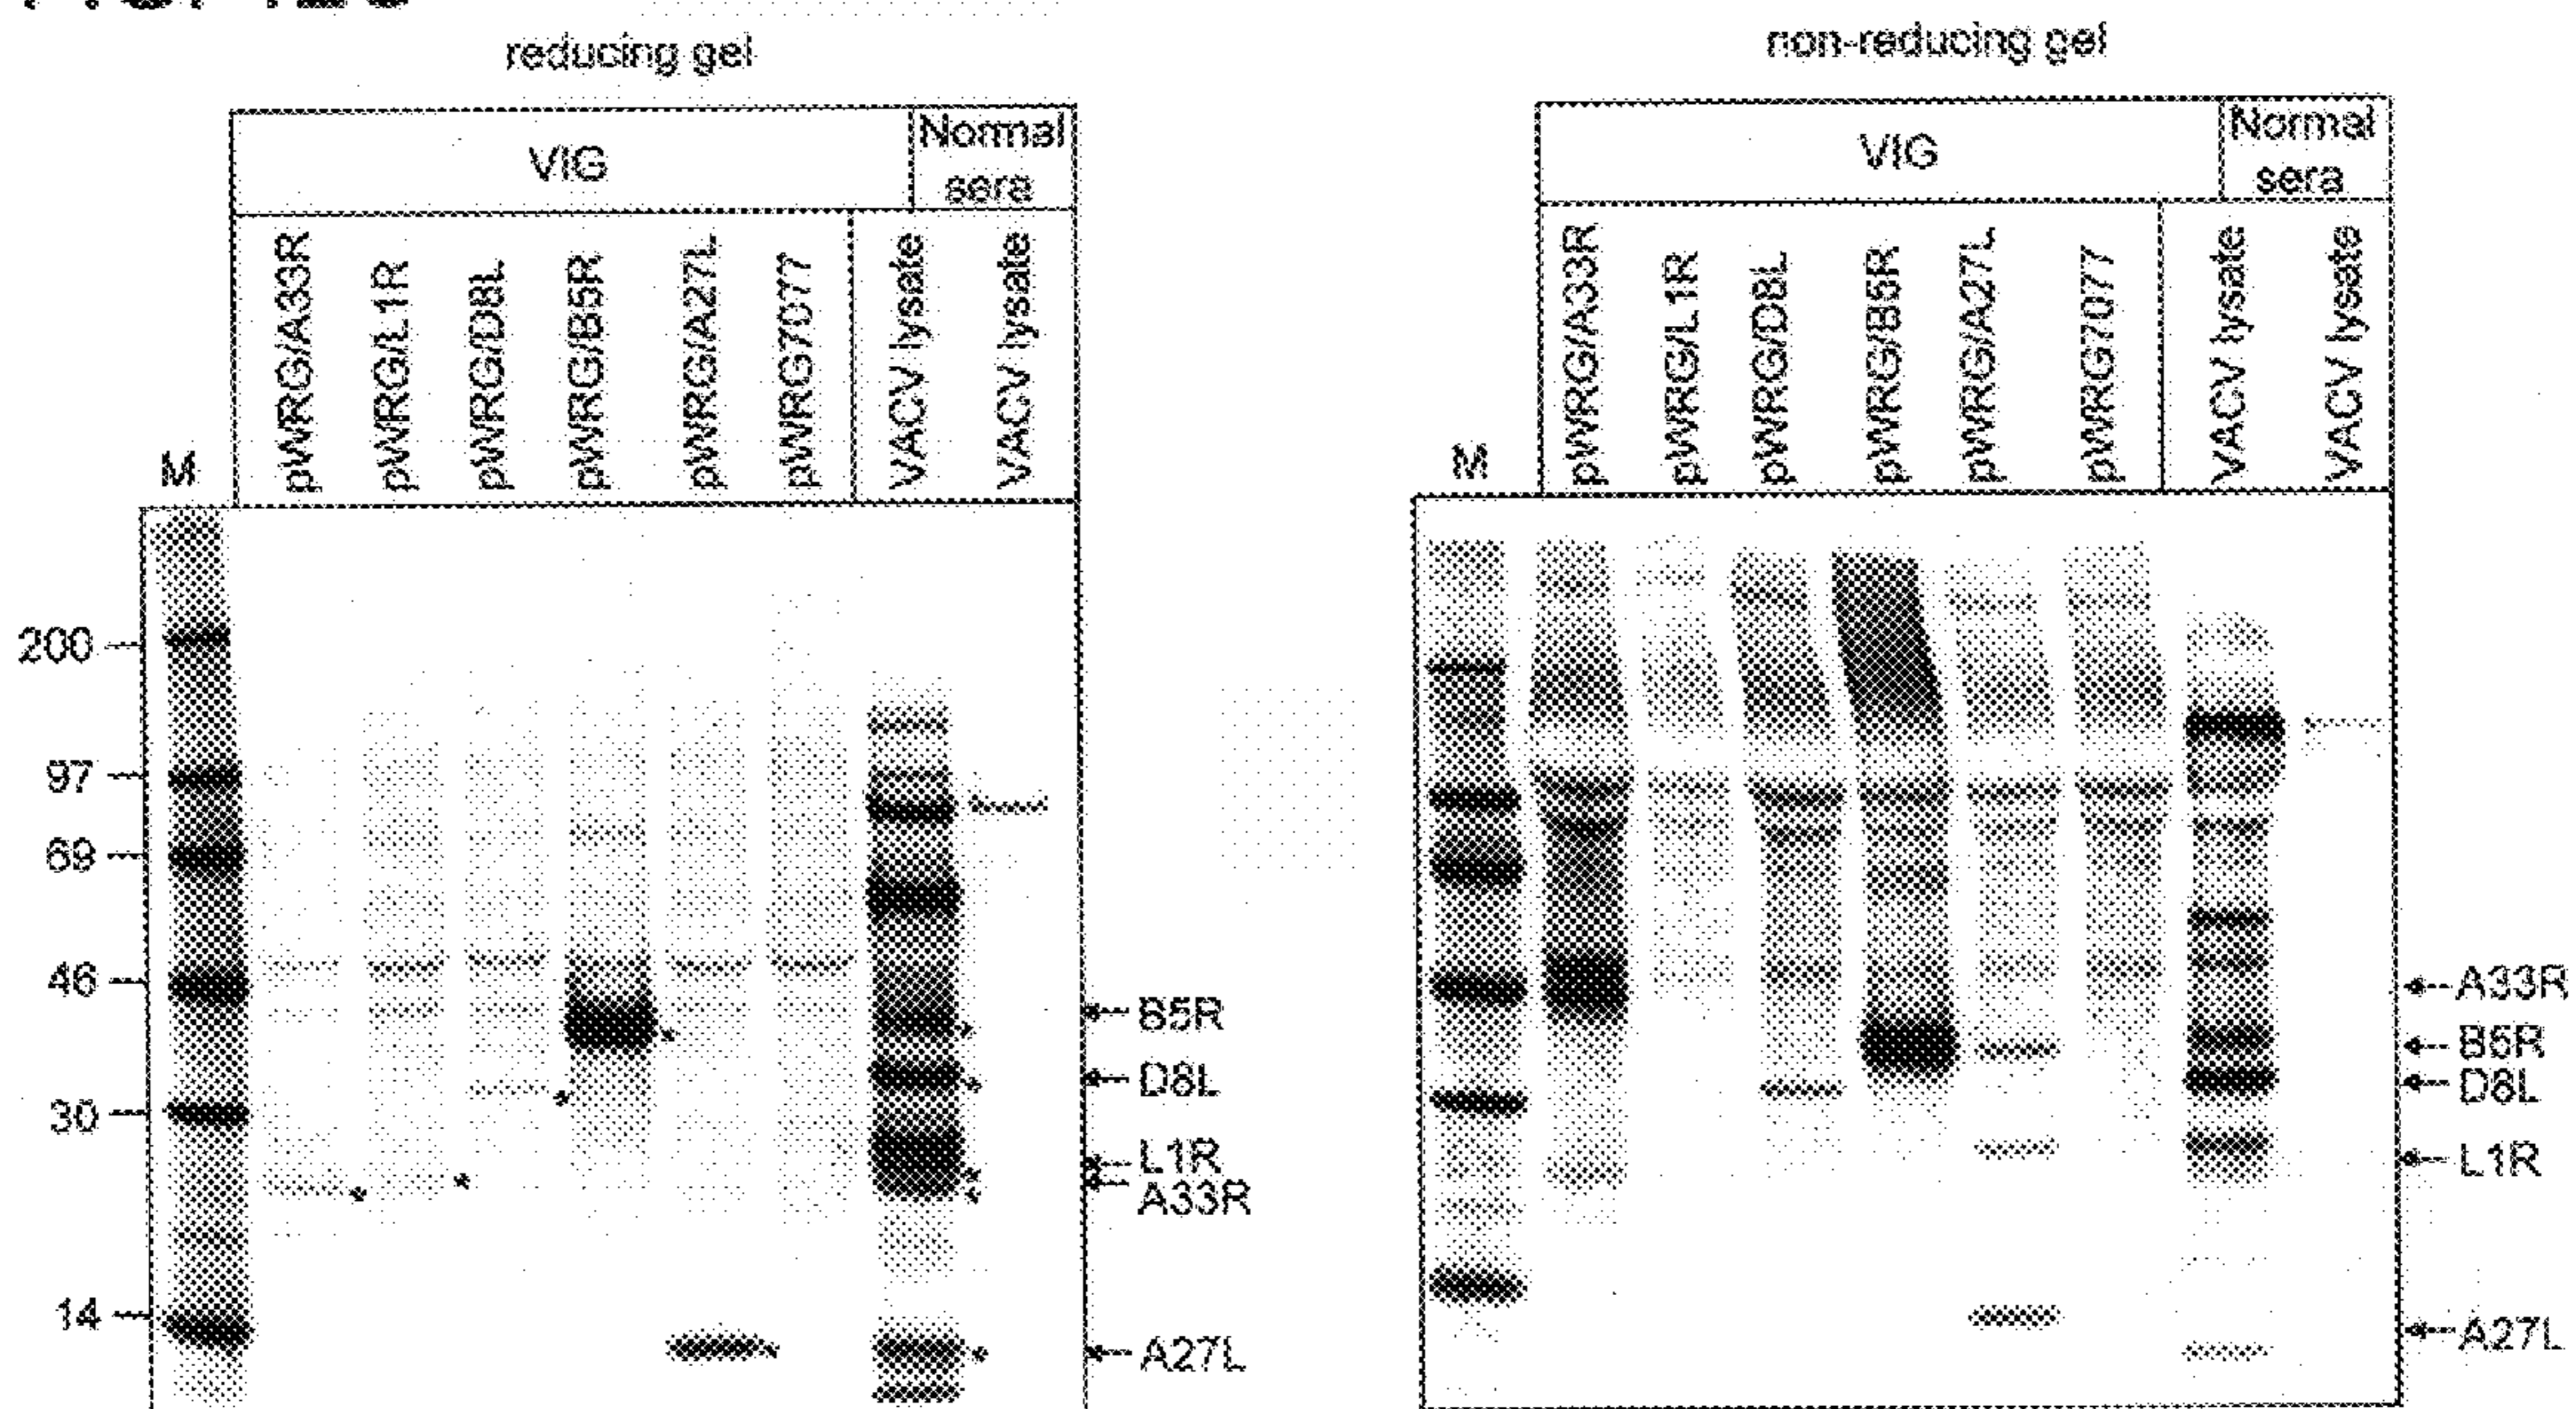 reducing gel
VIG
Normal
sera
M
pWRG/A33R
pWRG/L1R
pWRG/D8L
pWRG/B5R
pWRG/A27L
pWRG7077
VACV lysate
VACV lysate
200
97
69
46
30
14
B5R
D8L
L1R
A33R
A27L
non-reducing gel
VIG
Normal
sera
M
pWRG/A33R
pWRG/L1R
pWRG/D8L
pWRG/B5R
pWRG/A27L
pWRG7077
VACV lysate
VACV lysate
A33R
B5R
D8L
L1R
A27L